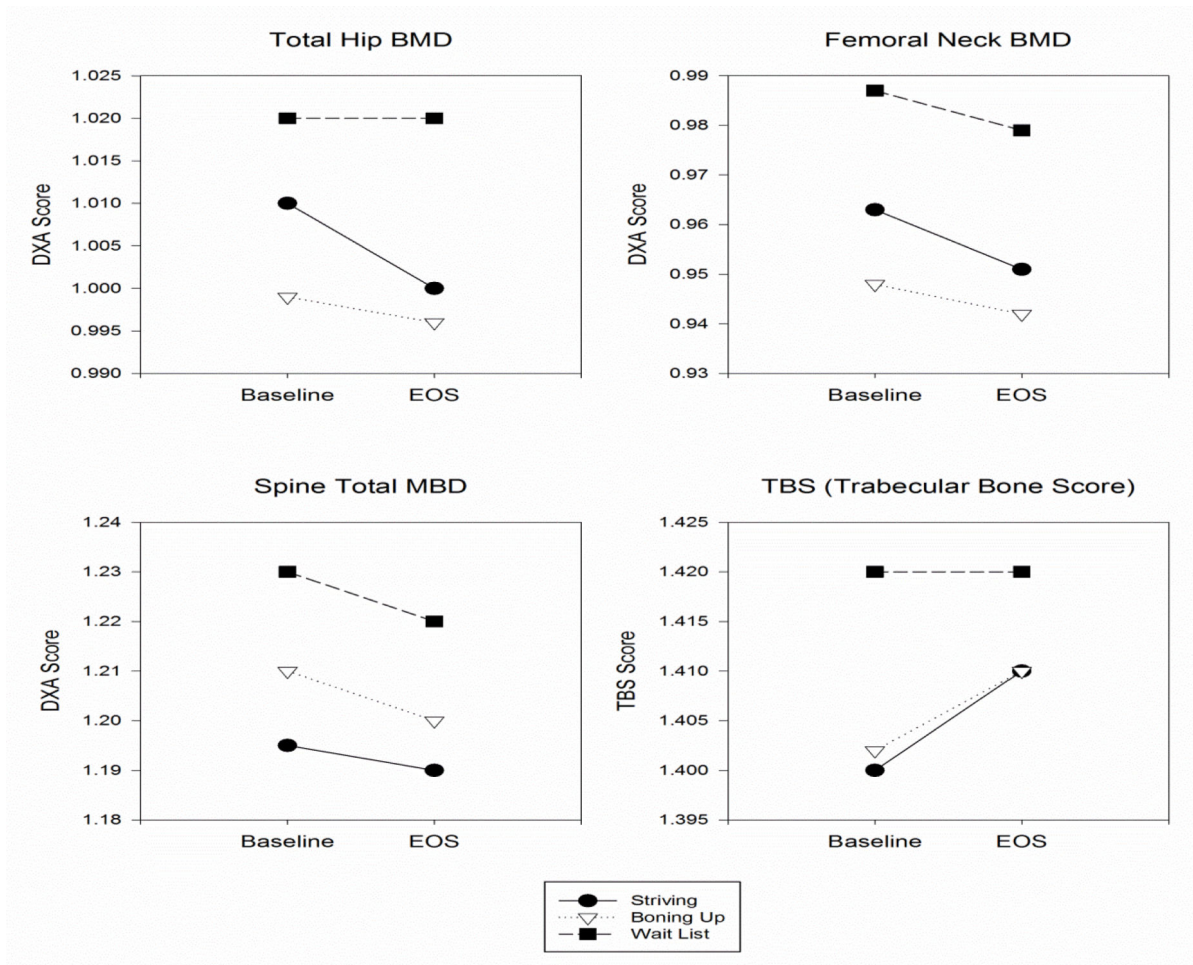 Total Hip BMD
DXA Score
1.025
1.020
1.015
1.010
1.005
1.000
0.995
0.990
Baseline EOS
Femoral Neck BMD
DXA Score
0.99
0.98
0.97
0.96
0.95
0.94
0.93
Baseline EOS
Spine Total MBD
DXA Score
1.24
1.23
1.22
1.21
1.20
1.19
1.18
Baseline EOS
TBS (Trabecular Bone Score)
TBS Score
1.425
1.420
1.415
1.410
1.405
1.400
1.395
Baseline EOS
Striving
Boning Up
Wait List